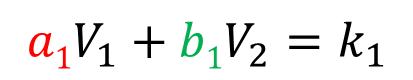 a₁V₁ + b₁V₂ = k₁